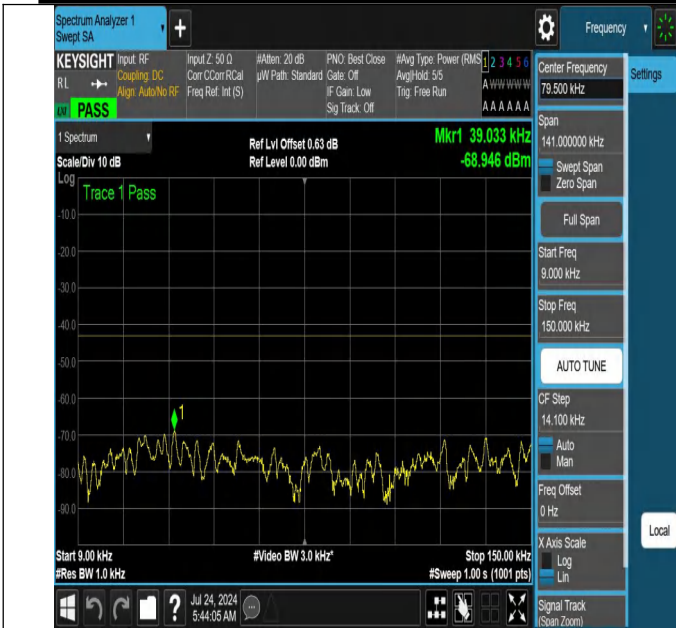 Spectrum Analyzer 1
Swept SA
+
Frequency
KEYSIGHT
Input: RF
Input Z: 50 Ω
#Atten: 20 dB
PNO: Best Close
#Avg Type: Power (RMS
1 2 3 4 5 6
RL
Coupling: DC
Corr CCorr RCal
µW Path: Standard
Gate: Off
Avg|Hold: 5/5
A W W W W W
Align: Auto/No RF
Freq Ref: Int (S)
IF Gain: Low
Trig: Free Run
PASS
Sig Track: Off
A A A A A A
1 Spectrum
Ref Lvl Offset 0.63 dB
Mkr1 39.033 kHz
Scale/Div 10 dB
Ref Level 0.00 dBm
-68.946 dBm
Log
Trace 1 Pass
-10.0
-20.0
-30.0
-40.0
-50.0
-60.0
1
-70.0
-80.0
-90.0
Start 9.00 kHz
#Video BW 3.0 kHz*
Stop 150.00 kHz
#Res BW 1.0 kHz
#Sweep 1.00 s (1001 pts)
?
Jul 24, 2024
5:44:05 AM
Center Frequency
79.500 kHz
Settings
Span
141.000000 kHz
Swept Span
Zero Span
Full Span
Start Freq
9.000 kHz
Stop Freq
150.000 kHz
AUTO TUNE
CF Step
14.100 kHz
Auto
Man
Freq Offset
0 Hz
Local
X Axis Scale
Log
Lin
Signal Track
(Span Zoom)